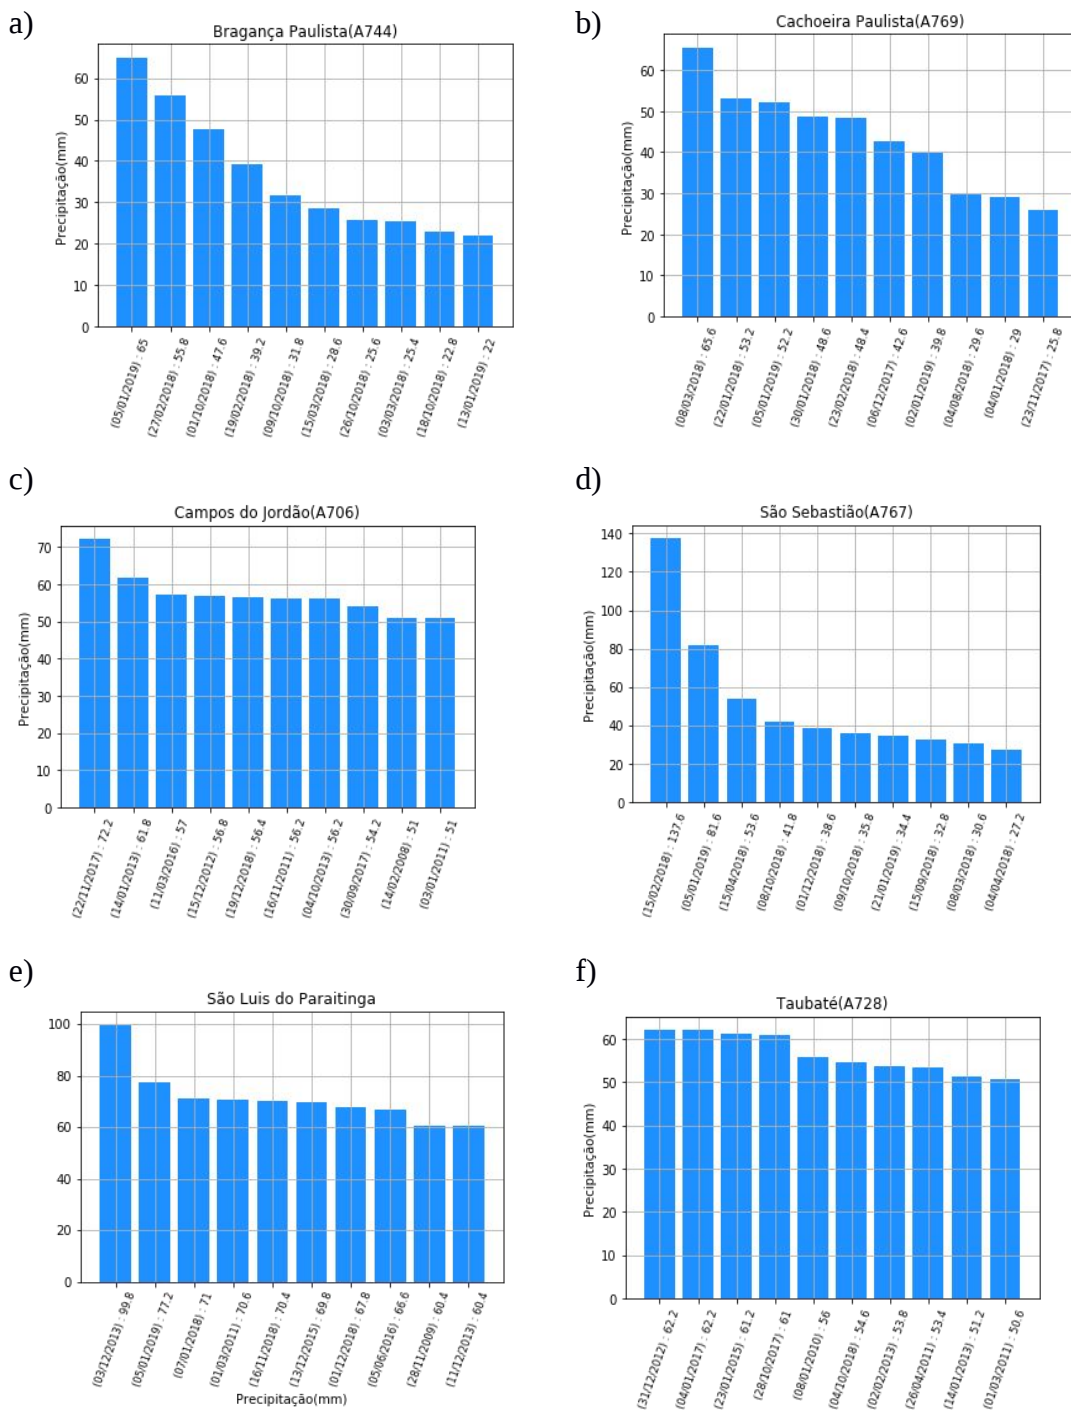 a)
Bragança Paulista(A744)
Precipitação(mm)
60
50
40
30
20
10
0
(05/01/2019) : 65
(27/02/2018) : 55.8
(01/10/2018) : 47.6
(19/02/2018) : 39.2
(09/10/2018) : 31.8
(15/03/2018) : 28.6
(26/10/2018) : 25.6
(03/03/2018) : 25.4
(18/10/2018) : 22.8
(13/01/2019) : 22
b)
Cachoeira Paulista(A769)
Precipitação(mm)
60
50
40
30
20
10
0
(08/03/2018) : 65.6
(22/01/2018) : 53.2
(05/01/2019) : 52.2
(30/01/2018) : 48.6
(23/02/2018) : 48.4
(06/12/2017) : 42.6
(02/01/2019) : 39.8
(04/08/2018) : 29.6
(04/01/2018) : 29
(23/11/2017) : 25.8
c)
Campos do Jordão(A706)
Precipitação(mm)
70
60
50
40
30
20
10
0
(22/11/2017) : 72.2
(14/01/2013) : 61.8
(11/03/2016) : 57
(15/12/2012) : 56.8
(19/12/2018) : 56.4
(16/11/2011) : 56.2
(04/10/2013) : 56.2
(30/09/2017) : 54.2
(14/02/2008) : 51
(03/01/2011) : 51
d)
São Sebastião(A767)
Precipitação(mm)
140
120
100
80
60
40
20
0
(15/02/2018) : 137.6
(05/01/2019) : 81.6
(15/04/2018) : 53.6
(08/10/2018) : 41.8
(01/12/2018) : 38.6
(09/10/2018) : 35.8
(21/01/2019) : 34.4
(15/09/2018) : 32.8
(08/03/2018) : 30.6
(04/04/2018) : 27.2
e)
São Luis do Paraitinga
100
80
60
40
20
0
(03/12/2013) : 99.8
(05/01/2019) : 77.2
(07/01/2018) : 71
(01/03/2011) : 70.6
(16/11/2018) : 70.4
(13/12/2015) : 69.8
(01/12/2018) : 67.8
(05/06/2016) : 66.6
(28/11/2009) : 60.4
(11/12/2013) : 60.4
Precipitação(mm)
f)
Taubaté(A728)
Precipitação(mm)
60
50
40
30
20
10
0
(31/12/2012) : 62.2
(04/01/2017) : 62.2
(23/01/2015) : 61.2
(28/10/2017) : 61
(08/01/2010) : 56
(04/10/2018) : 54.6
(02/02/2013) : 53.8
(26/04/2011) : 53.4
(14/01/2013) : 51.2
(01/03/2011) : 50.6